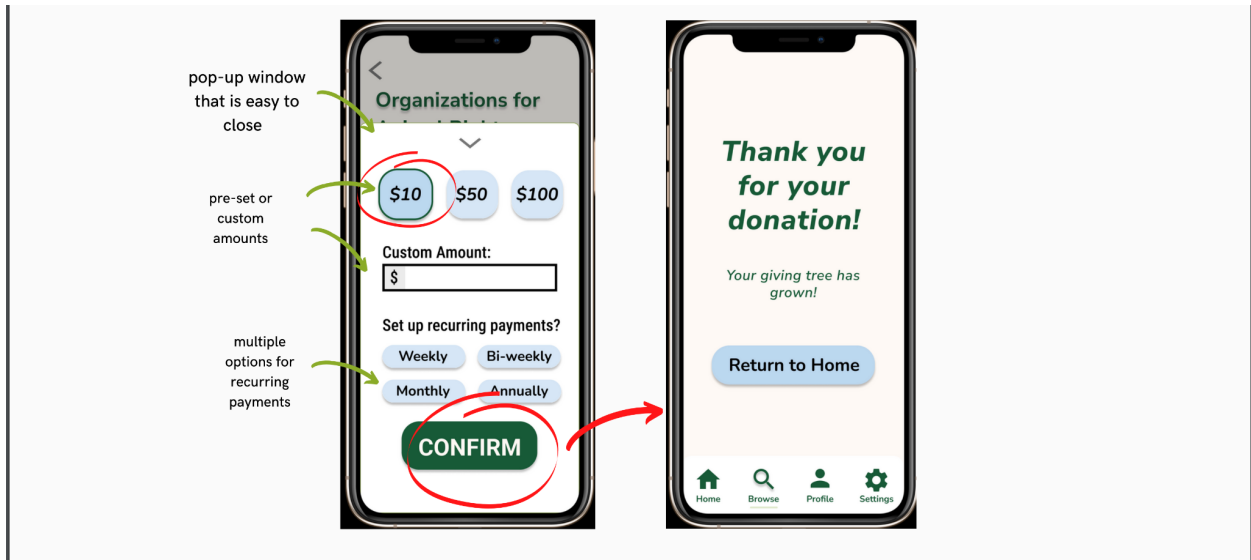 pop-up window
that is easy to
close
pre-set or
custom
amounts
multiple
options for
recurring
payments
Organizations for
$10
$50
$100
Custom Amount:
$
Set up recurring payments?
Weekly
Bi-weekly
Monthly
Annually
CONFIRM
Thank you
for your
donation!
Your giving tree has
grown!
Return to Home
Home
Browse
Profile
Settings